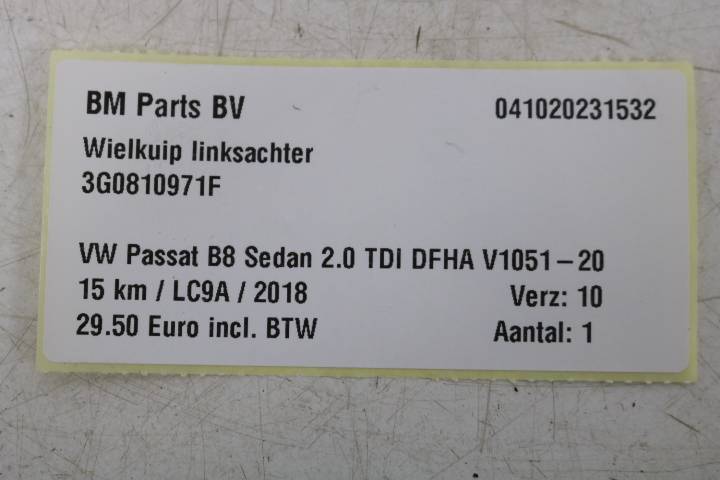 BM Parts BV 041020231532
Wielkuip linksachter
3G0810971F
VW Passat B8 Sedan 2.0 TDI DFHA V1051-20
15 km / LC9A / 2018 Verz: 10
29.50 Euro incl. BTW Aantal: 1